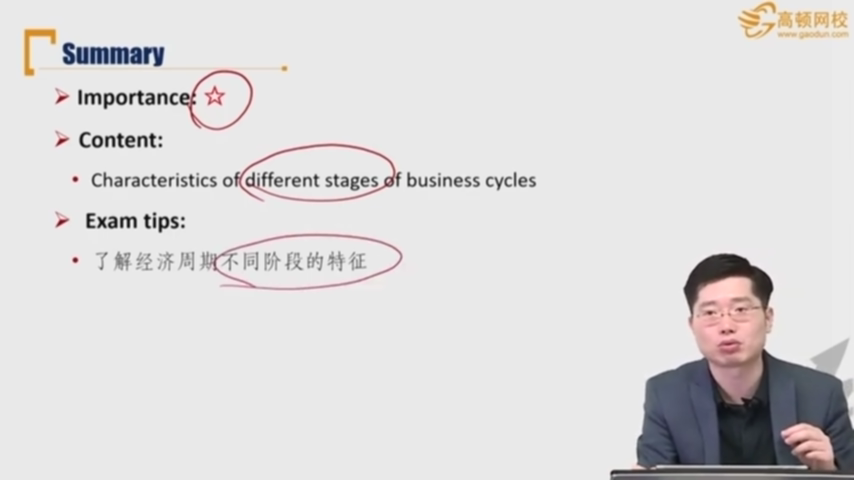 高顿网校
www.gaodun.com
Summary
Importance: ☆
Content:
Characteristics of different stages of business cycles
Exam tips:
了解经济周期不同阶段的特征